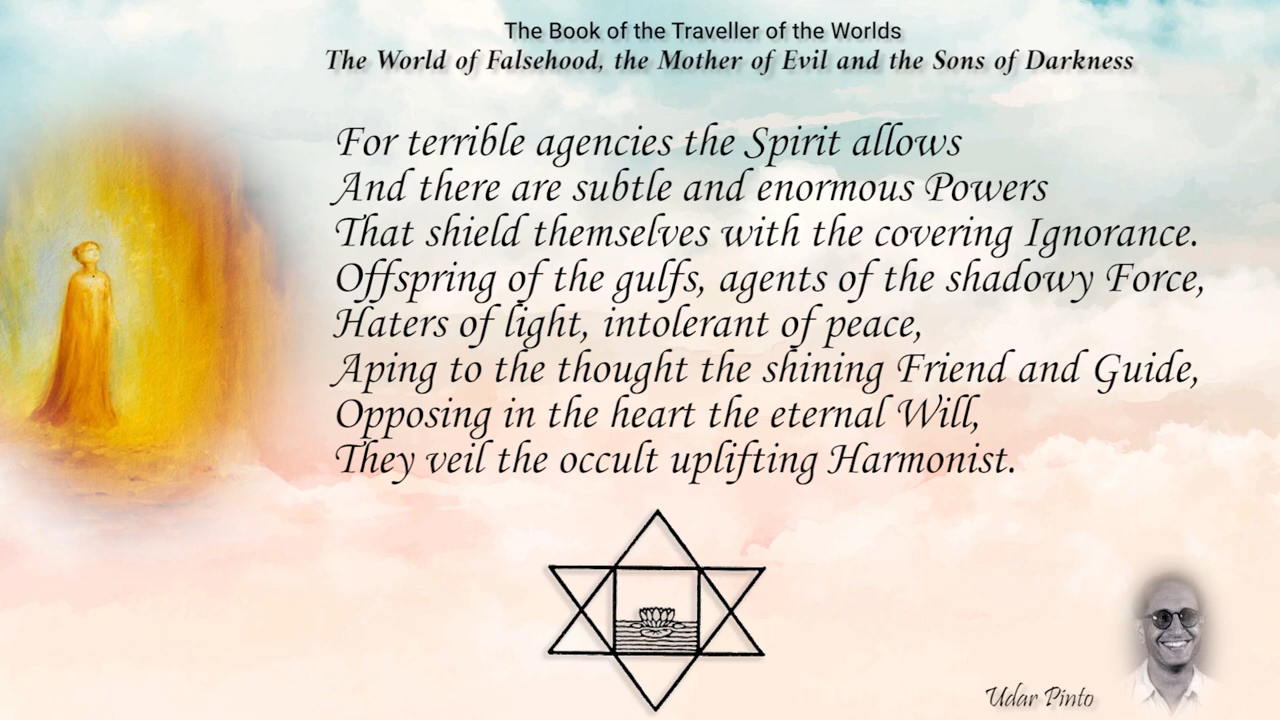 The Book of the Traveller of the Worlds
The World of Falsehood, the Mother of Evil and the Sons of Darkness
For terrible agencies the Spirit allows
And there are subtle and enormous Powers
That shield themselves with the covering Ignorance.
Offspring of the gulfs, agents of the shadowy Force,
Haters of light, intolerant of peace,
Aping to the thought the shining Friend and Guide,
Opposing in the heart the eternal Will,
They veil the occult uplifting Harmonist.
Udar Pinto